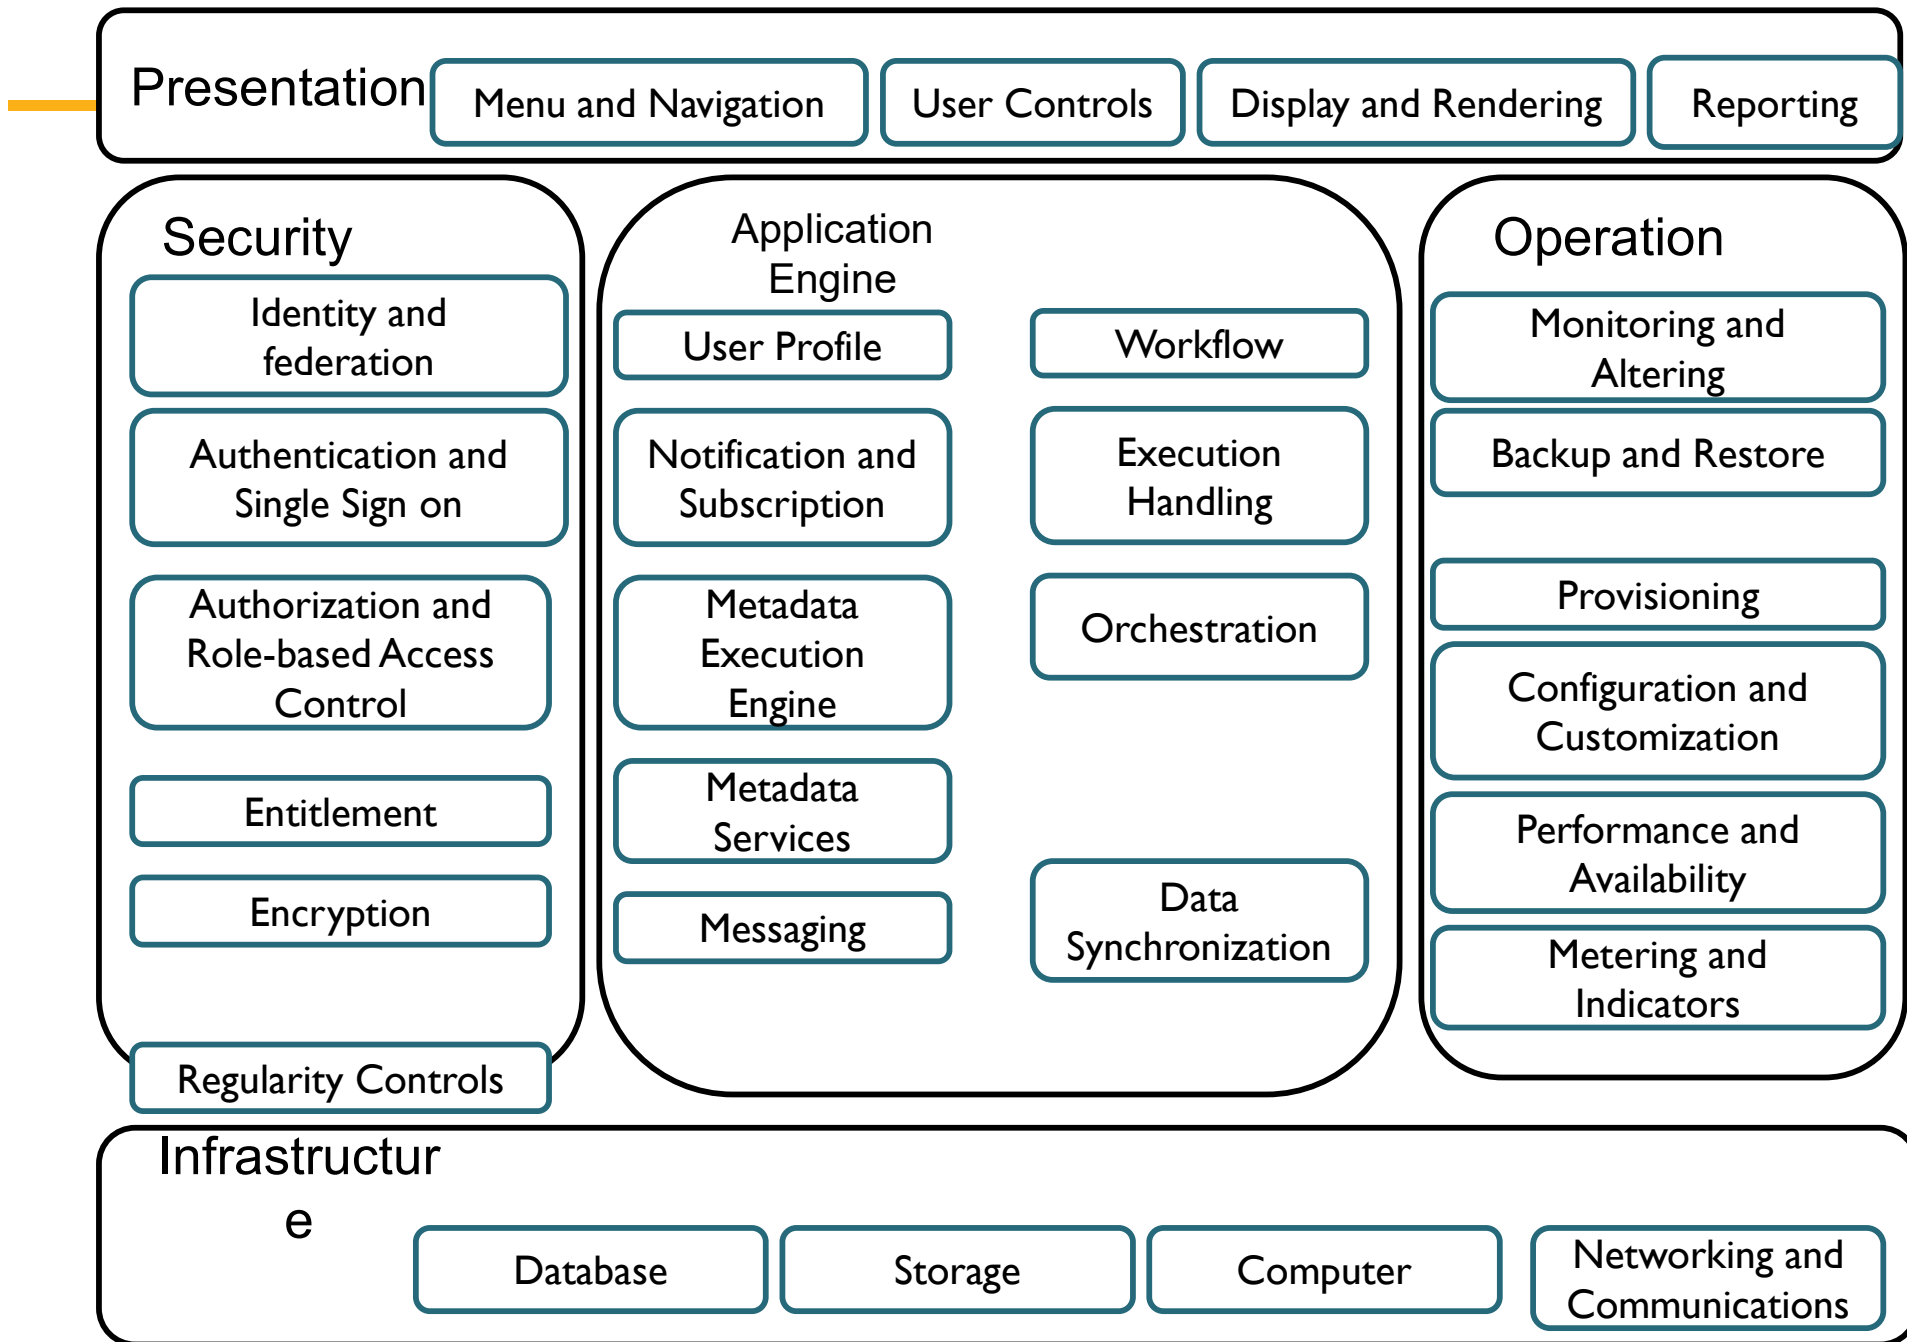 Presentation
Menu and Navigation
User Controls
Display and Rendering
Reporting
Security
Identity and
federation
Authentication and
Single Sign on
Authorization and
Role-based Access
Control
Entitlement
Encryption
Regularity Controls
Application
Engine
User Profile
Notification and
Subscription
Metadata
Execution
Engine
Metadata
Services
Messaging
Workflow
Execution
Handling
Orchestration
Data
Synchronization
Operation
Monitoring and
Altering
Backup and Restore
Provisioning
Configuration and
Customization
Performance and
Availability
Metering and
Indicators
Infrastructur
e
Database
Storage
Computer
Networking and
Communications